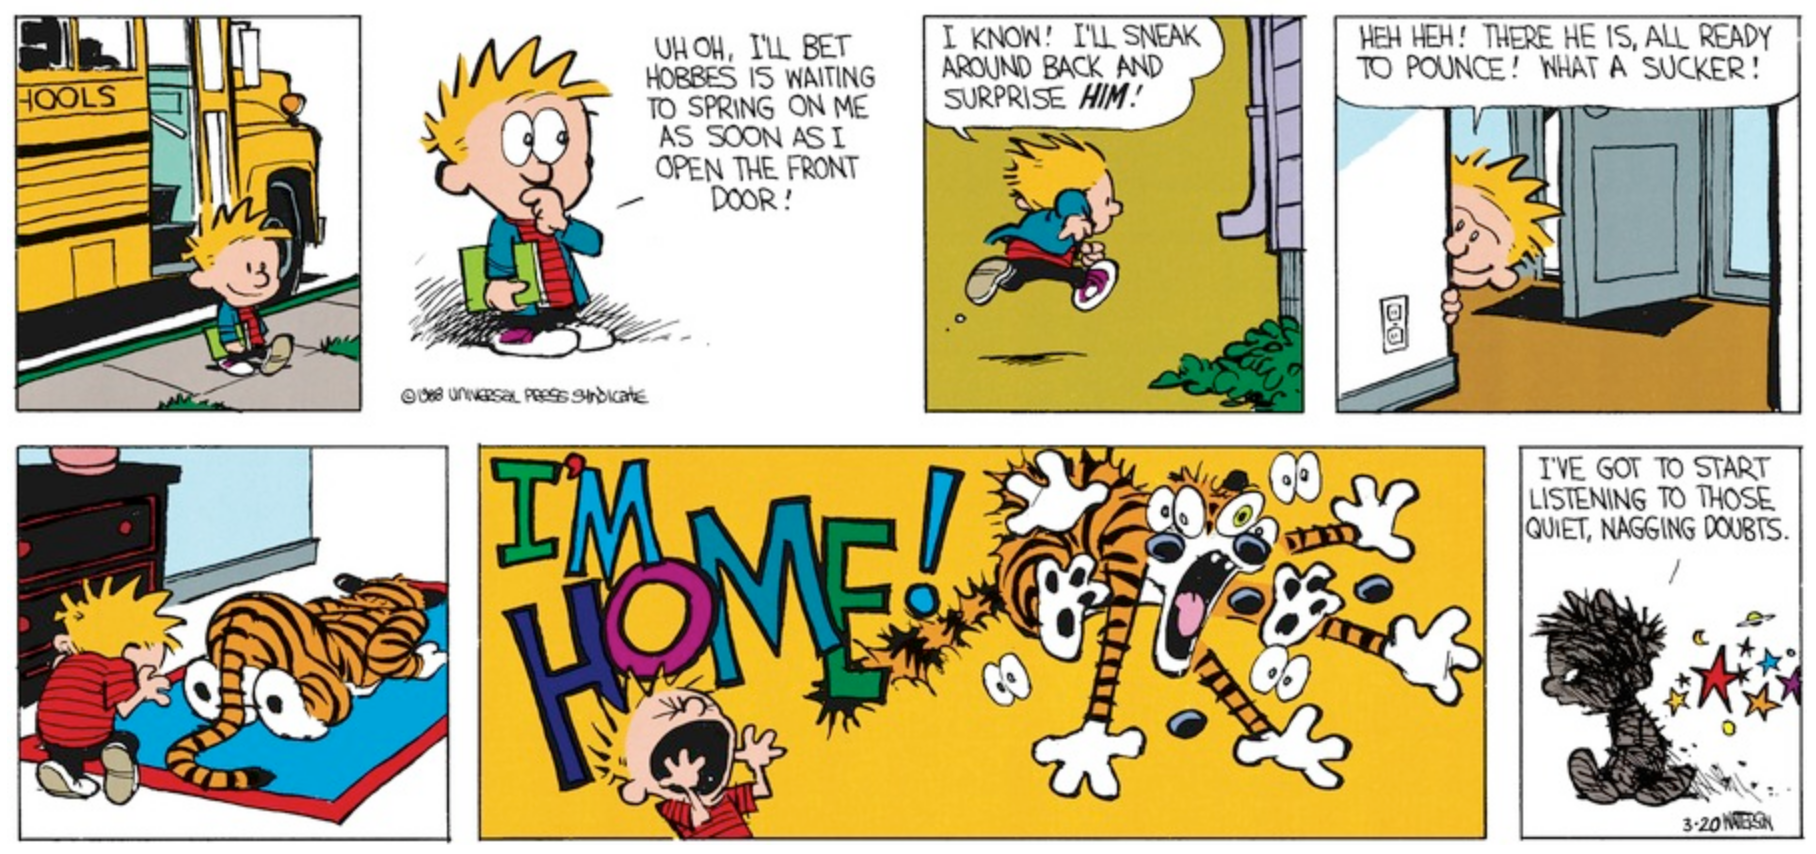 HOOLS
UH OH, I'LL BET
HOBBES IS WAITING
TO SPRING ON ME
AS SOON AS I
OPEN THE FRONT
DOOR!
© 1988 UNIVERSAL PRESS SYNDICATE
I KNOW! I'LL SNEAK
AROUND BACK AND
SURPRISE HIM!
HEH HEH! THERE HE IS, ALL READY
TO POUNCE! WHAT A SUCKER!
I'M
HOME!
I'VE GOT TO START
LISTENING TO THOSE
QUIET, NAGGING DOUBTS.
3-20 WATTERSON